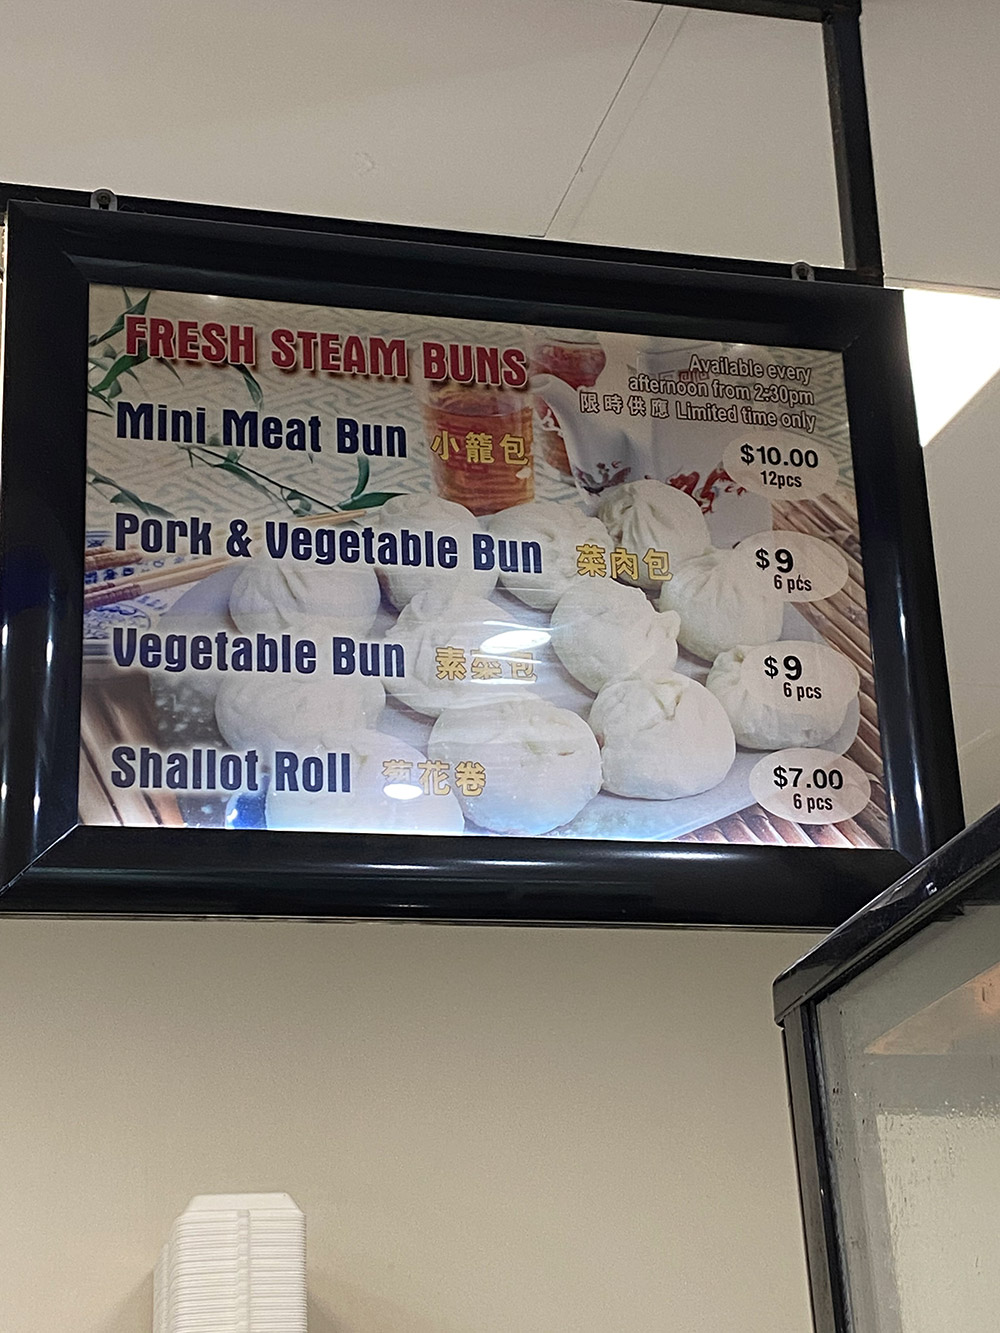 FRESH STEAM BUNS
Available every
afternoon from 2:30pm
限時供應 Limited time only
Mini Meat Bun 小籠包
$10.00
12pcs
Pork & Vegetable Bun 菜肉包
$9
6 pcs
Vegetable Bun 素菜包
$9
6 pcs
Shallot Roll 葱花卷
$7.00
6 pcs